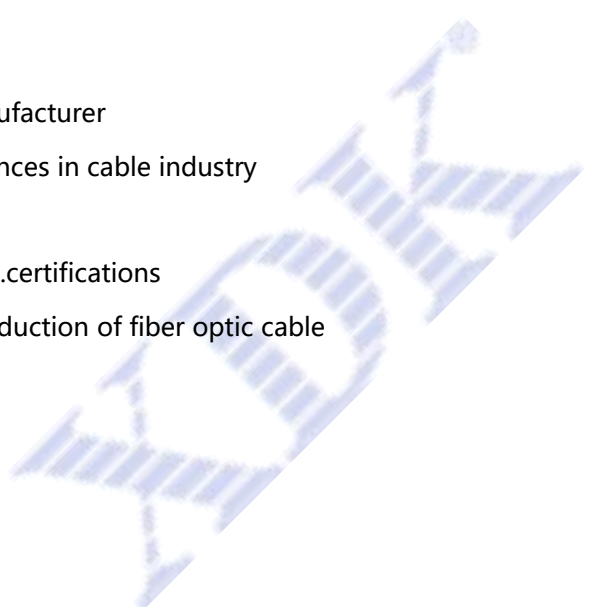 ufacturer
nces in cable industry
.certifications
duction of fiber optic cable
XDK